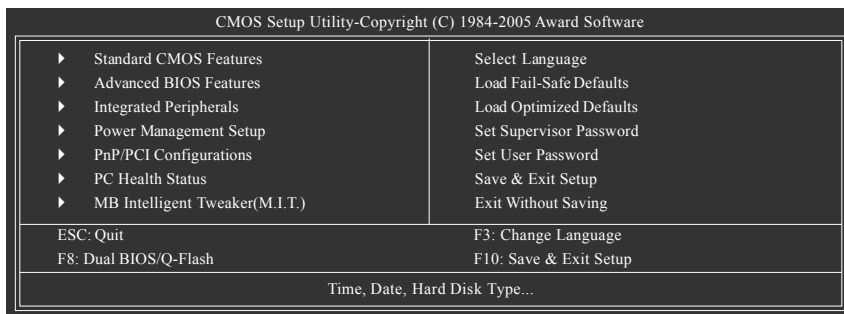 CMOS Setup Utility-Copyright (C) 1984-2005 Award Software
Standard CMOS Features
Advanced BIOS Features
Integrated Peripherals
Power Management Setup
PnP/PCI Configurations
PC Health Status
MB Intelligent Tweaker(M.I.T.)
Select Language
Load Fail-Safe Defaults
Load Optimized Defaults
Set Supervisor Password
Set User Password
Save & Exit Setup
Exit Without Saving
ESC: Quit
F8: Dual BIOS/Q-Flash
F3: Change Language
F10: Save & Exit Setup
Time, Date, Hard Disk Type...